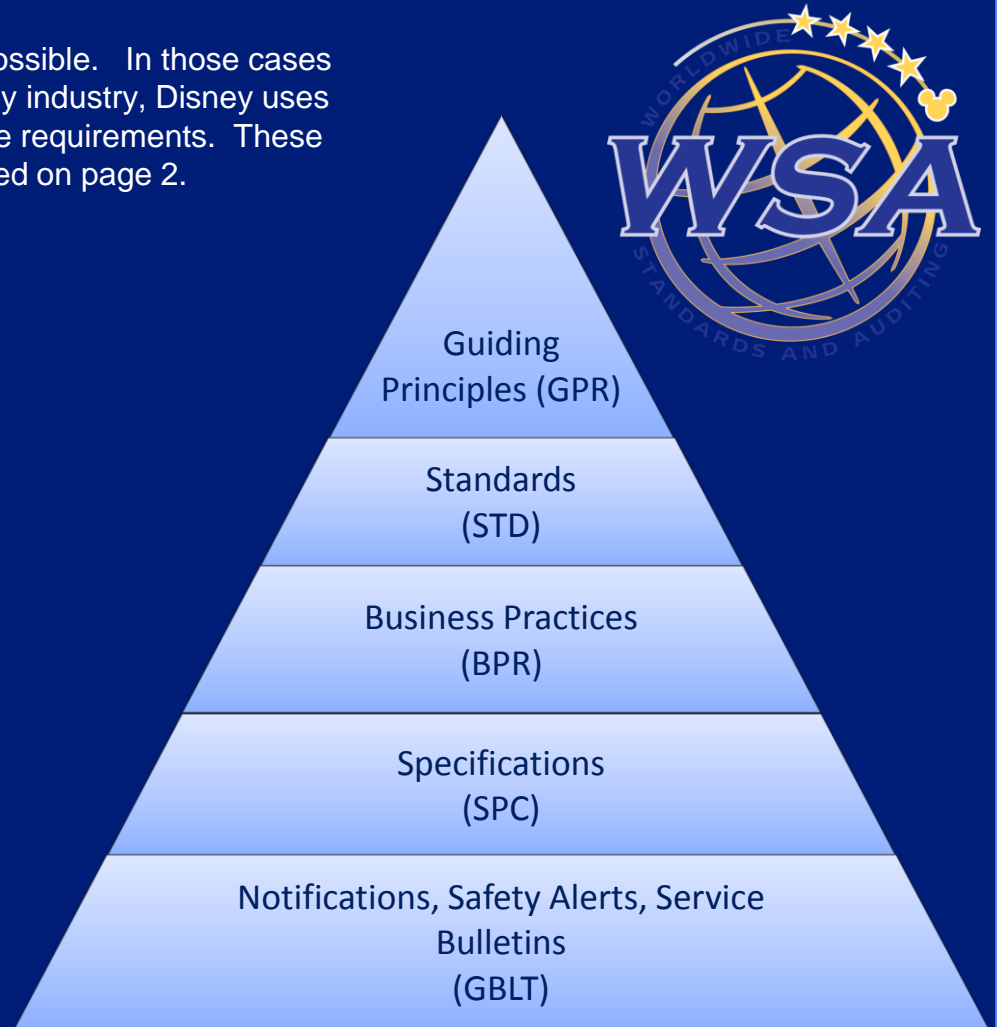 ossible.   In those cases
y industry, Disney uses
e requirements.  These
ed on page 2.
WORLDWIDE
WSA
STANDARDS AND AUDITING
Guiding
Principles (GPR)
Standards
(STD)
Business Practices
(BPR)
Specifications
(SPC)
Notifications, Safety Alerts, Service
Bulletins
(GBLT)